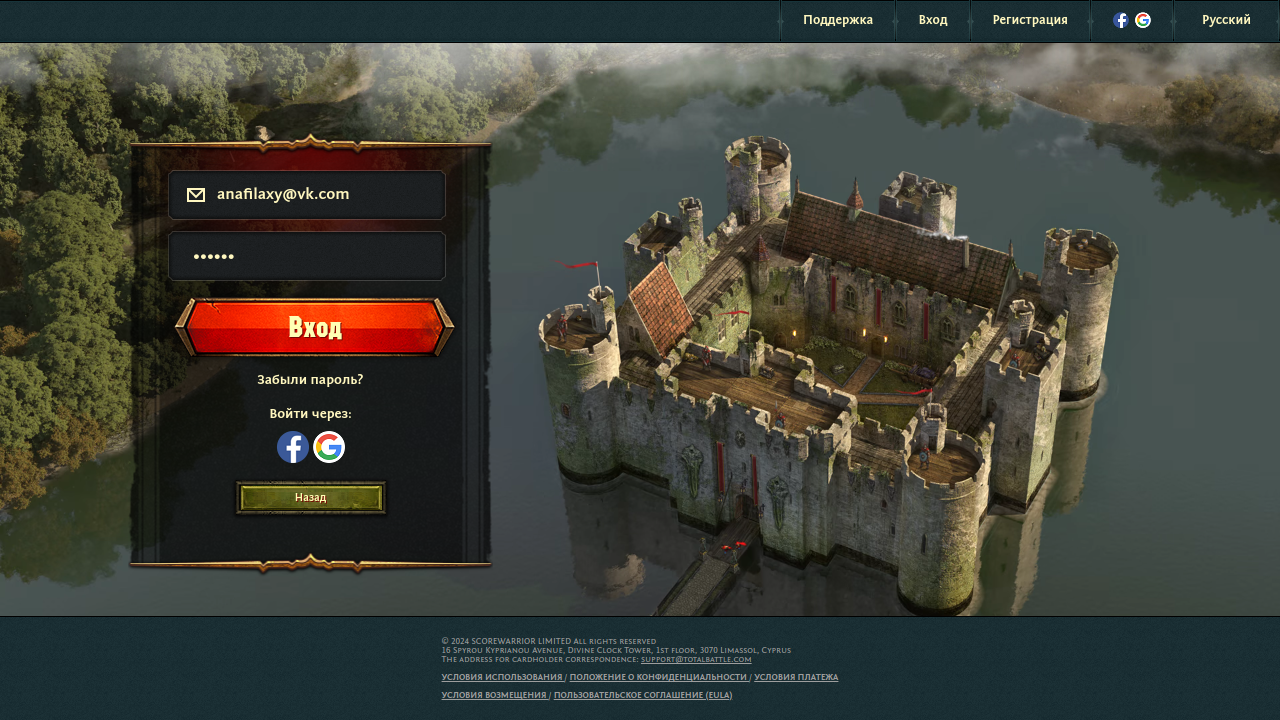 Поддержка Вход Регистрация Русский
anafilaxy@vk.com
••••••
Вход
Забыли пароль?
Войти через:
Назад
© 2024 SCOREWARRIOR LIMITED All rights reserved
16 Spyrou Kyprianou Avenue, Divine Clock Tower, 1st floor, 3070 Limassol, Cyprus
The address for cardholder correspondence: support@totalbattle.com
УСЛОВИЯ ИСПОЛЬЗОВАНИЯ / ПОЛОЖЕНИЕ О КОНФИДЕНЦИАЛЬНОСТИ / УСЛОВИЯ ПЛАТЕЖА
УСЛОВИЯ ВОЗМЕЩЕНИЯ / ПОЛЬЗОВАТЕЛЬСКОЕ СОГЛАШЕНИЕ (EULA)